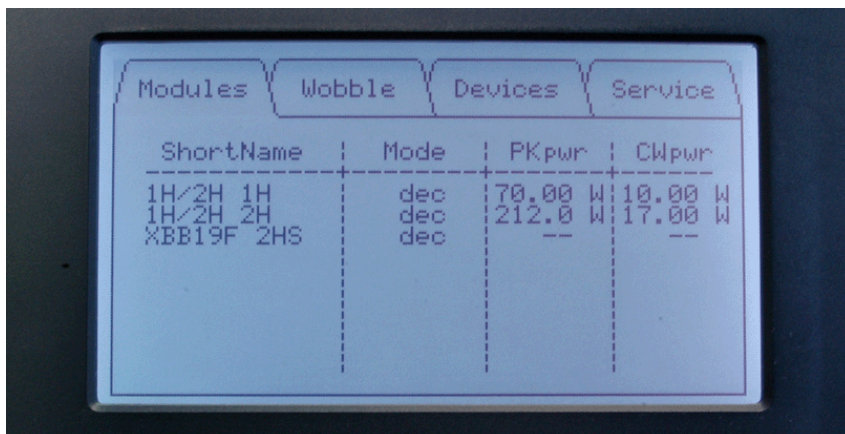 Modules Wobble Devices Service
ShortName Mode PKpwr CWpwr
1H/2H 1H dec 70.00 W 10.00 W
1H/2H 2H dec 212.0 W 17.00 W
XBB19F 2HS dec -- --